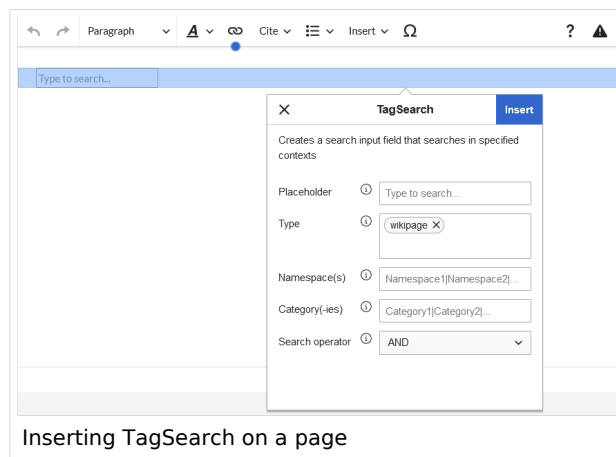 Paragraph A Cite Insert Ω ?
Type to search...
TagSearch Insert
Creates a search input field that searches in specified
contexts
Placeholder Type to search...
Type wikipage
Namespace(s) Namespace1|Namespace2|...
Category(-ies) Category1|Category2|...
Search operator AND
Inserting TagSearch on a page